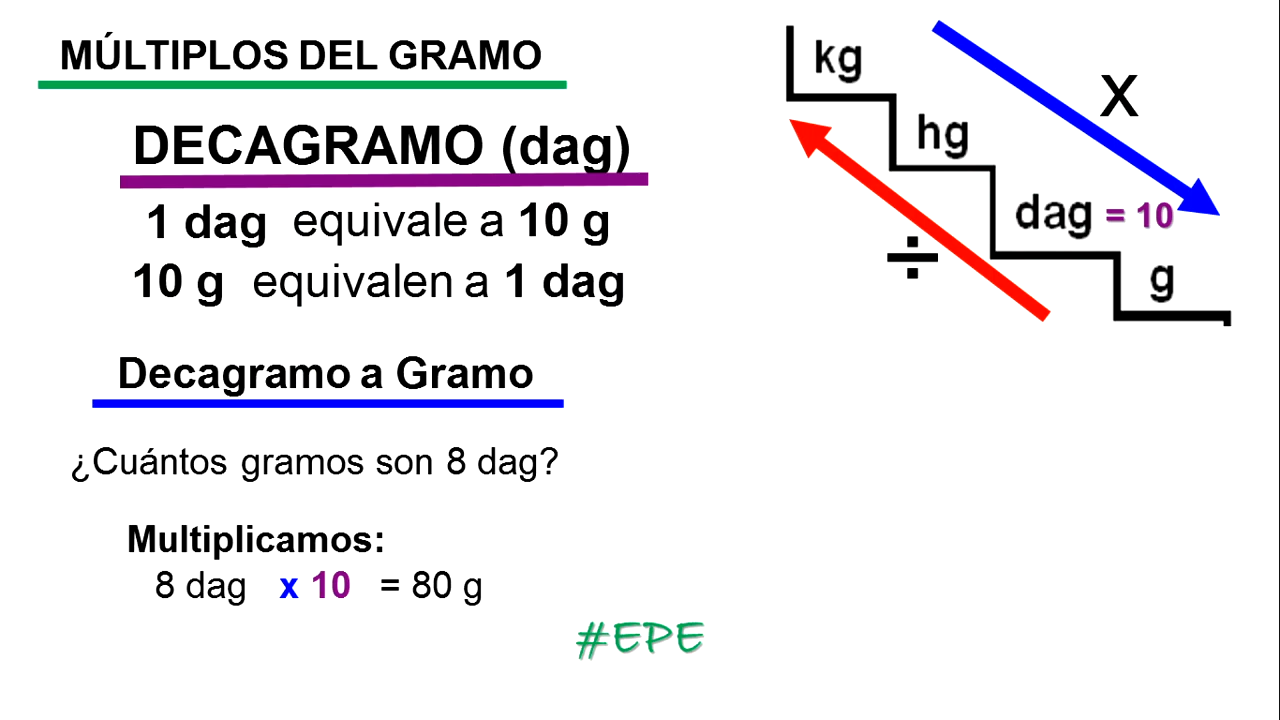 MÚLTIPLOS DEL GRAMO
DECAGRAMO (dag)
1 dag equivale a 10 g
10 g equivalen a 1 dag
Decagramo a Gramo
¿Cuántos gramos son 8 dag?
Multiplicamos:
8 dag x 10 = 80 g
#EPE
kg
x
hg
dag = 10
÷
g